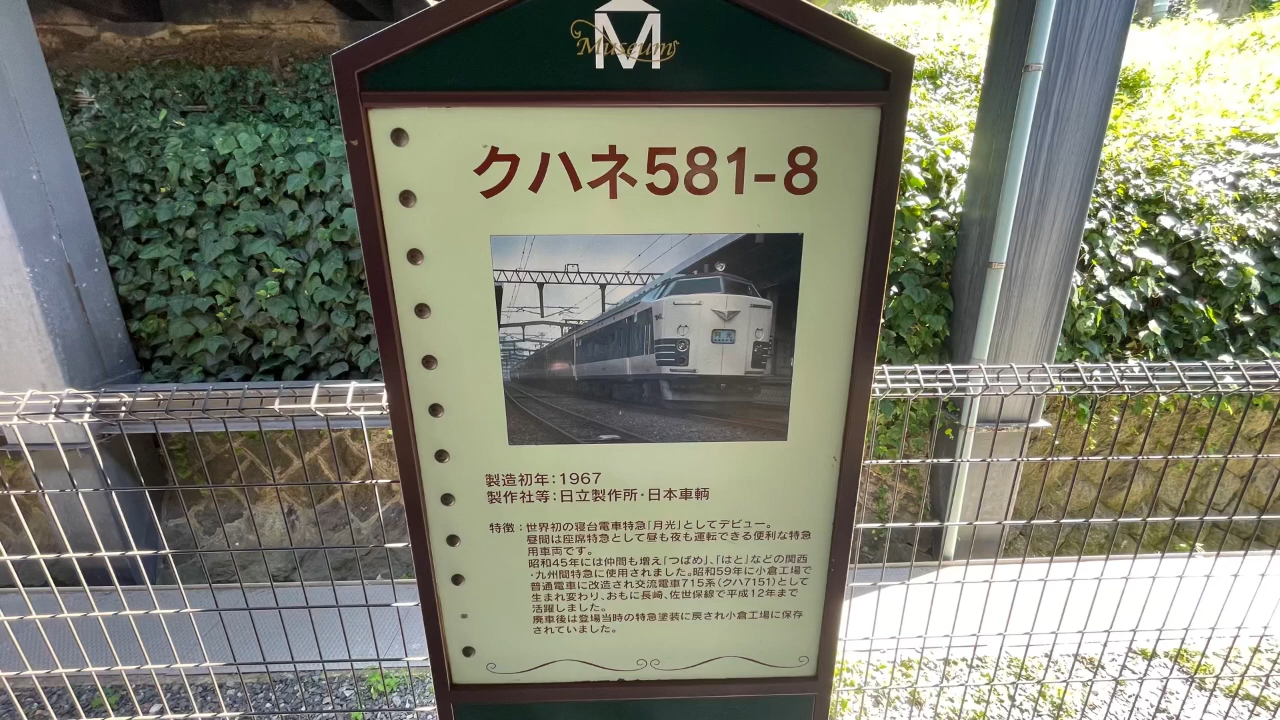 M
Museum
クハネ581-8
月光
製造初年：1967
製作社等：日立製作所・日本車輌
特徴：世界初の寝台電車特急｢月光｣としてデビュー。
昼間は座席特急として昼も夜も運転できる便利な特急
用車両です。
昭和45年には仲間も増え｢つばめ｣、｢はと｣などの関西
・九州間特急に使用されました。昭和59年に小倉工場で
普通電車に改造され交流電車715系(クハ7151)として
生まれ変わり、おもに長崎、佐世保線で平成12年まで
活躍しました。
廃車後は登場当時の特急塗装に戻され小倉工場に保存
されていました。